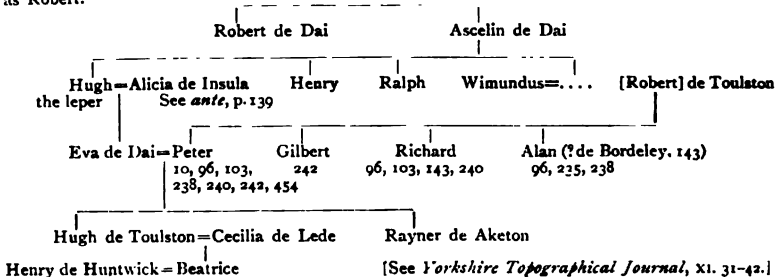 as Robert.
Robert de Dai Ascelin de Dai
Hugh=Alicia de Insula Henry Ralph Wimundus=.... [Robert] de Toulston
the leper See ante, p. 139
Eva de Dai=Peter Gilbert Richard Alan (? de Bordeley, 143)
10, 96, 103, 242 96, 103, 143, 240 96, 235, 238
238, 240, 242, 454
Hugh de Toulston=Cecilia de Lede Rayner de Aketon
Henry de Huntwick=Beatrice [See Yorkshire Topographical Journal, XI. 31-42.]